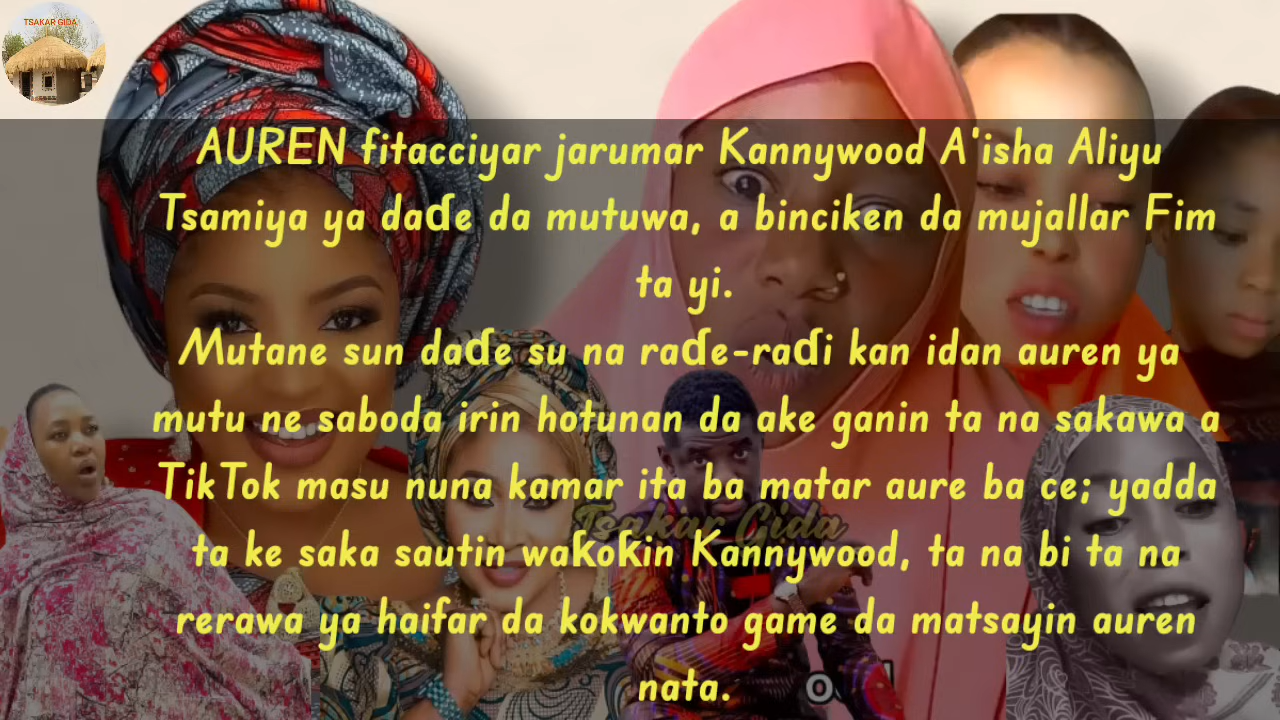 TSAKAR GIDA
AUREN fitacciyar jarumar Kannywood A'isha Aliyu
Tsamiya ya daɗe da mutuwa, a binciken da mujallar Fim
ta yi.
Mutane sun daɗe su na raɗe-raɗi kan idan auren ya
mutu ne saboda irin hotunan da ake ganin ta na sakawa a
TikTok masu nuna kamar ita ba matar aure ba ce; yadda
Tsakar Gida
ta ke saka sautin waƙoƙin Kannywood, ta na bi ta na
rerawa ya haifar da kokwanto game da matsayin auren
nata.